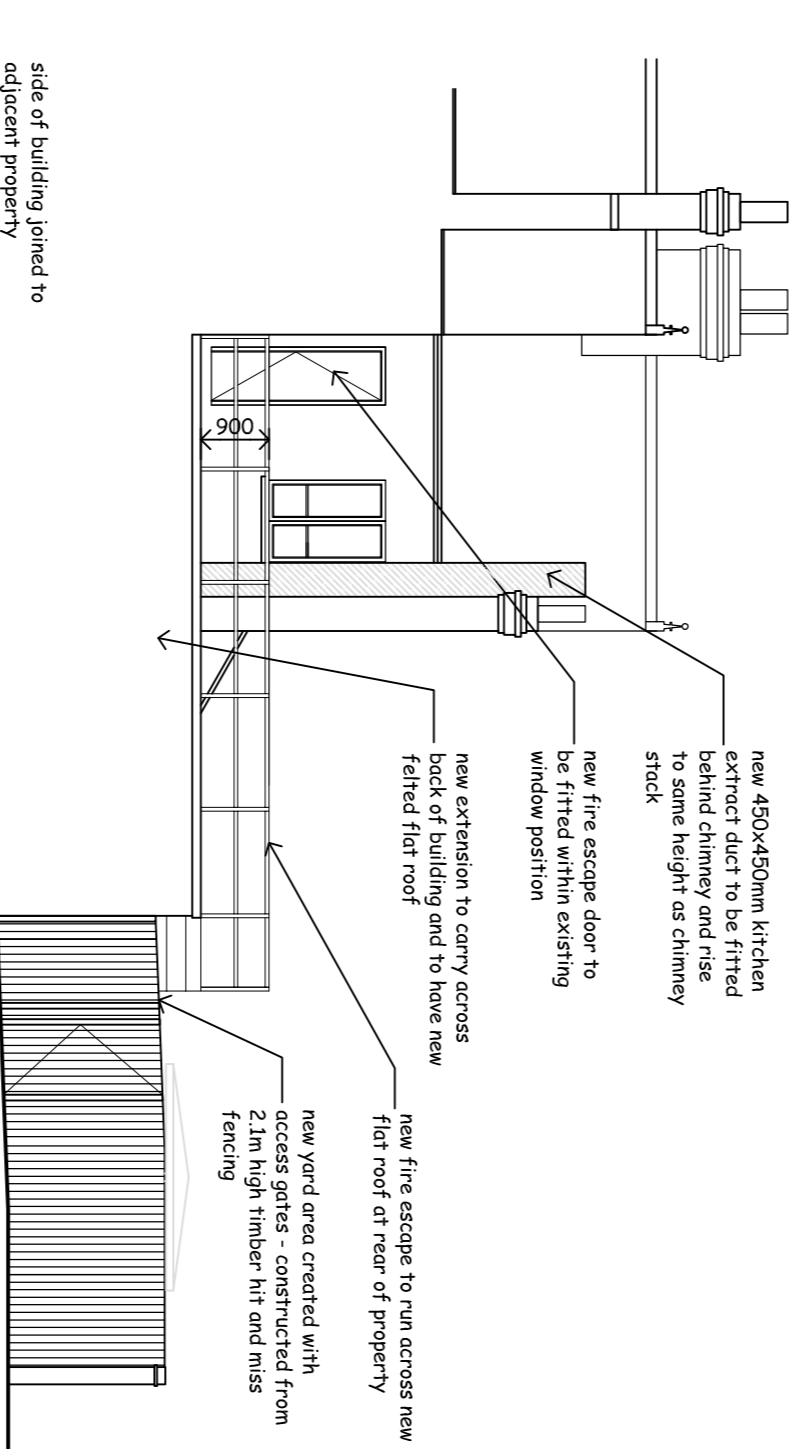 new 450x450mm kitchen
extract duct to be fitted
behind chimney and rise
to same height as chimney
stack
new fire escape door to
be fitted within existing
window position
new extension to carry across
back of building and to have new
felted flat roof
new fire escape to run across new
flat roof at rear of property
new yard area created with
access gates - constructed from
2.1m high timber hit and miss
fencing
900
side of building joined to
adjacent property